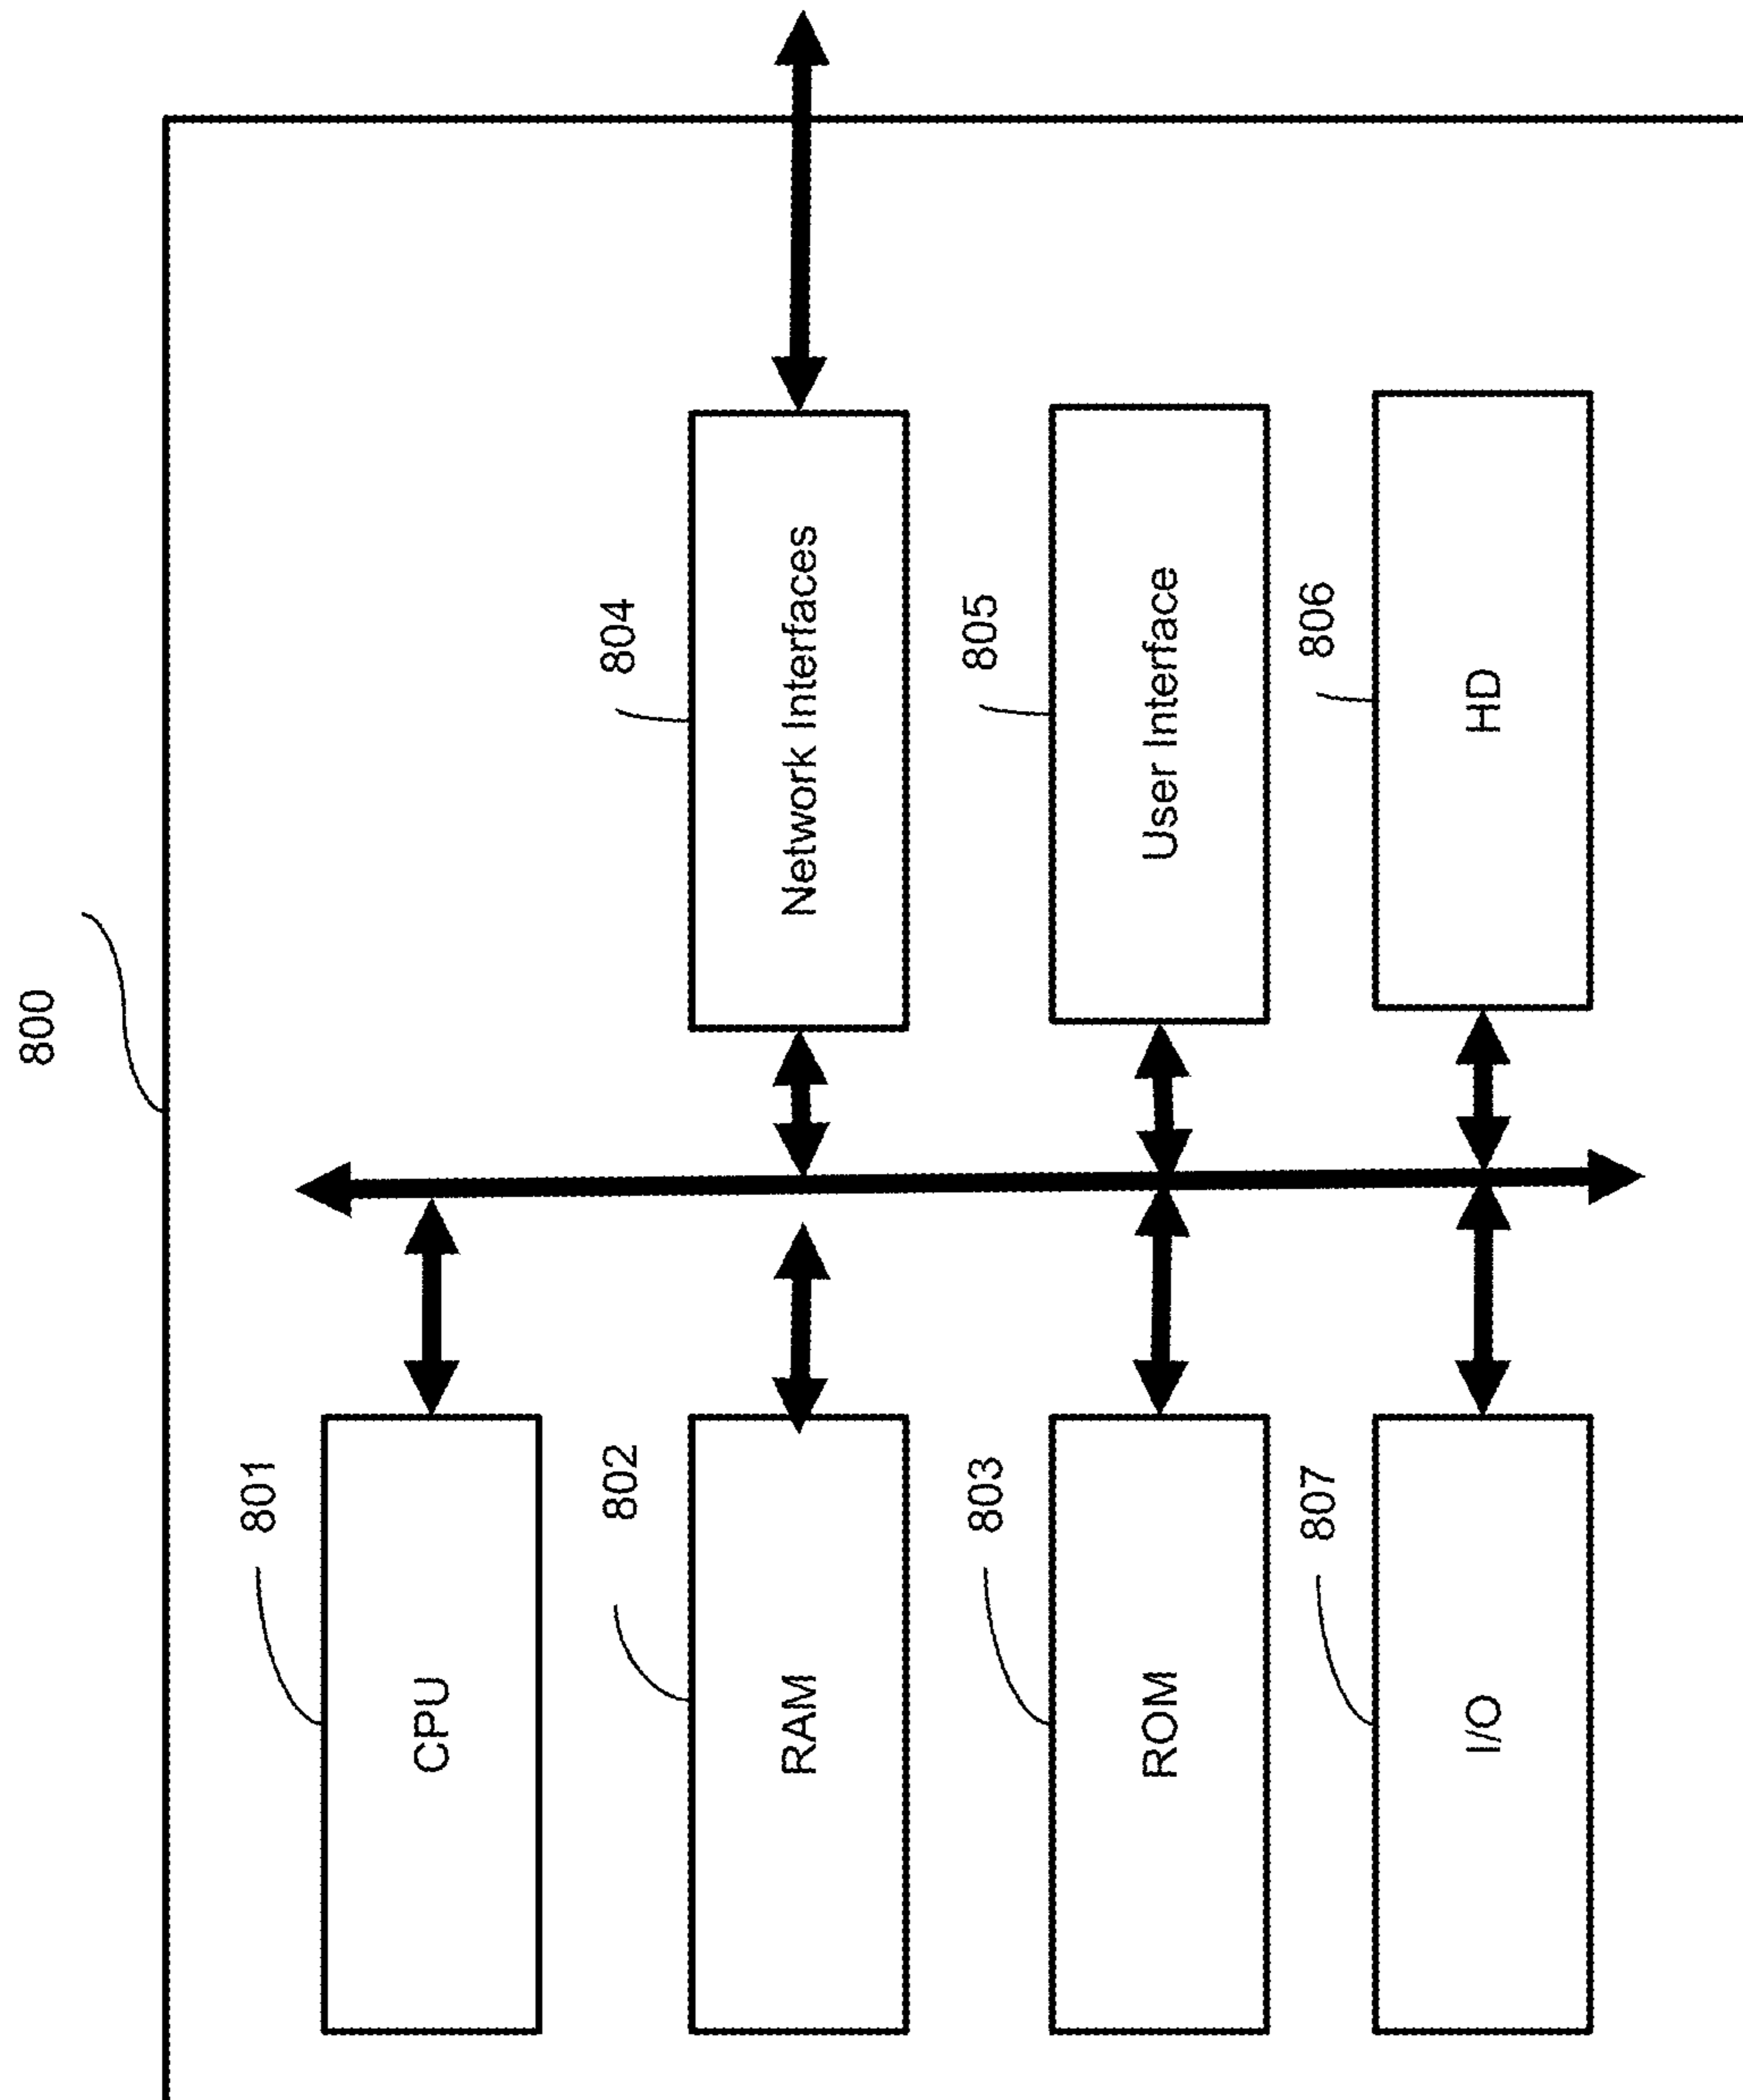 800
801
CPU
802
RAM
803
ROM
807
I/O
804
Network Interfaces
805
User Interface
806
HD